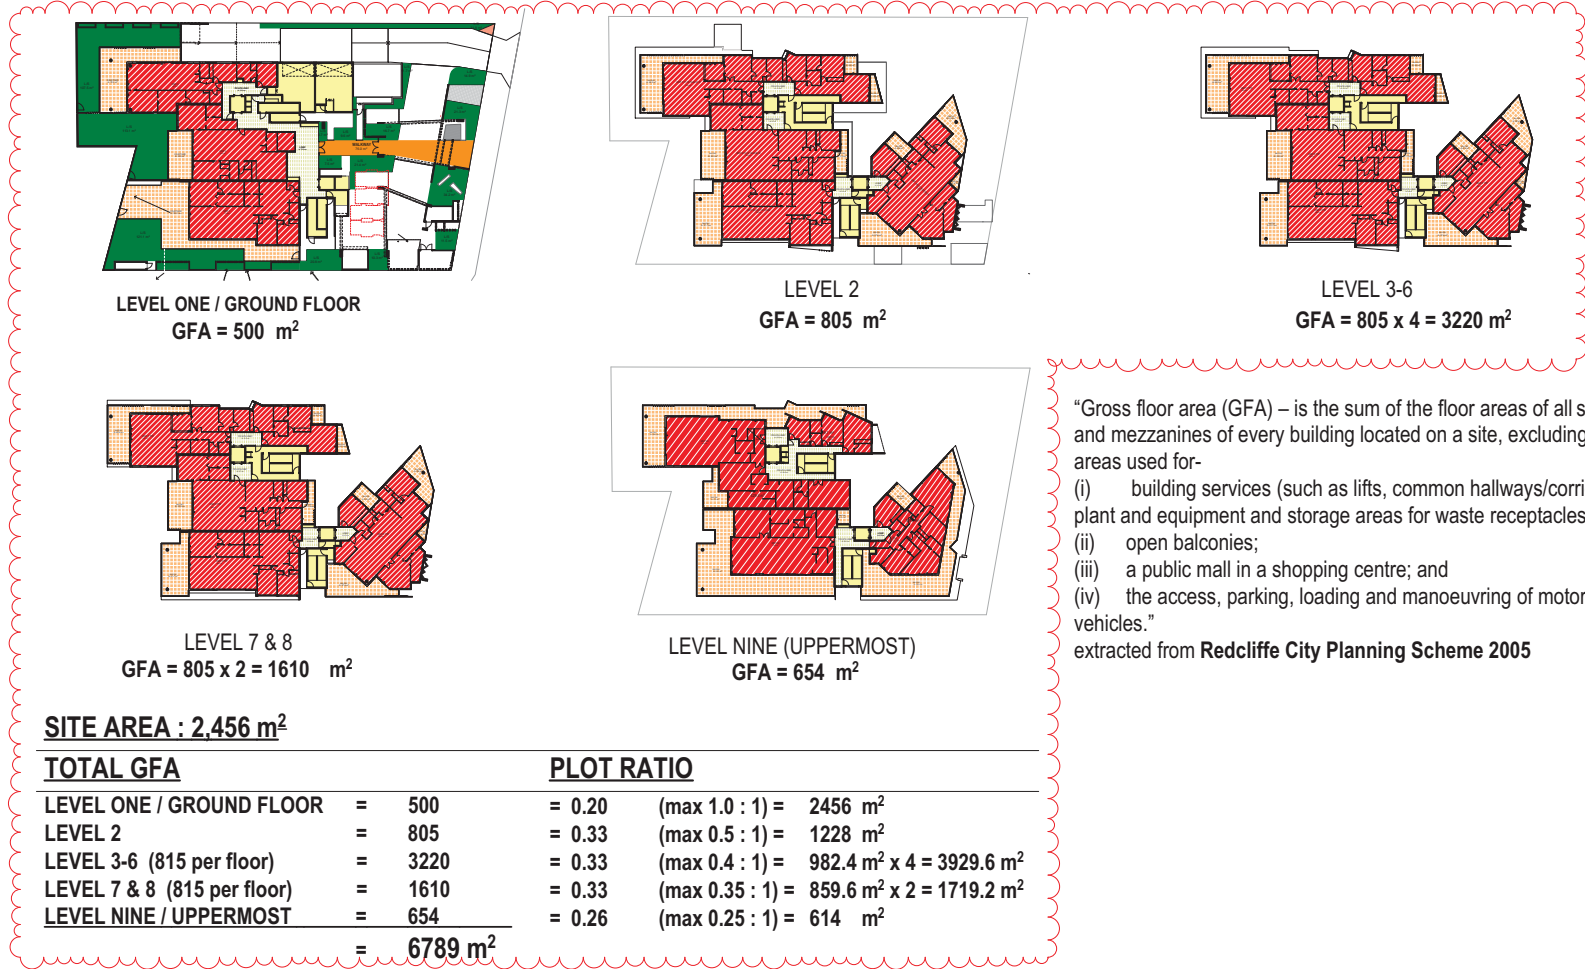 WALKWAY
LEVEL ONE / GROUND FLOOR
GFA = 500 m²
LEVEL 2
GFA = 805 m²
LEVEL 3-6
GFA = 805 x 4 = 3220 m²
LEVEL 7 & 8
GFA = 805 x 2 = 1610 m²
LEVEL NINE (UPPERMOST)
GFA = 654 m²
“Gross floor area (GFA) – is the sum of the floor areas of all s
and mezzanines of every building located on a site, excluding
areas used for-
(i) building services (such as lifts, common hallways/corri
plant and equipment and storage areas for waste receptacles
(ii) open balconies;
(iii) a public mall in a shopping centre; and
(iv) the access, parking, loading and manoeuvring of motor
vehicles.”
extracted from Redcliffe City Planning Scheme 2005
SITE AREA : 2,456 m²
TOTAL GFA PLOT RATIO
LEVEL ONE / GROUND FLOOR = 500 = 0.20 (max 1.0 : 1) = 2456 m²
LEVEL 2 = 805 = 0.33 (max 0.5 : 1) = 1228 m²
LEVEL 3-6 (815 per floor) = 3220 = 0.33 (max 0.4 : 1) = 982.4 m² x 4 = 3929.6 m²
LEVEL 7 & 8 (815 per floor) = 1610 = 0.33 (max 0.35 : 1) = 859.6 m² x 2 = 1719.2 m²
LEVEL NINE / UPPERMOST = 654 = 0.26 (max 0.25 : 1) = 614 m²
= 6789 m²